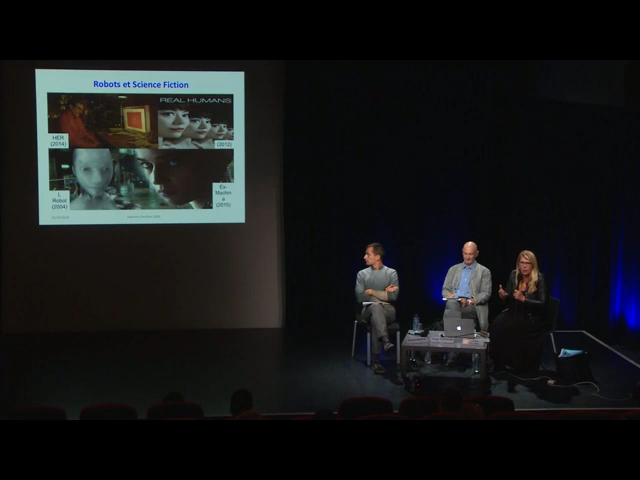 Robots et Science Fiction
REAL HUMANS
HER
(2014)
(2012)
I,
Robot
(2004)
Ex-
Machin
a
(2015)